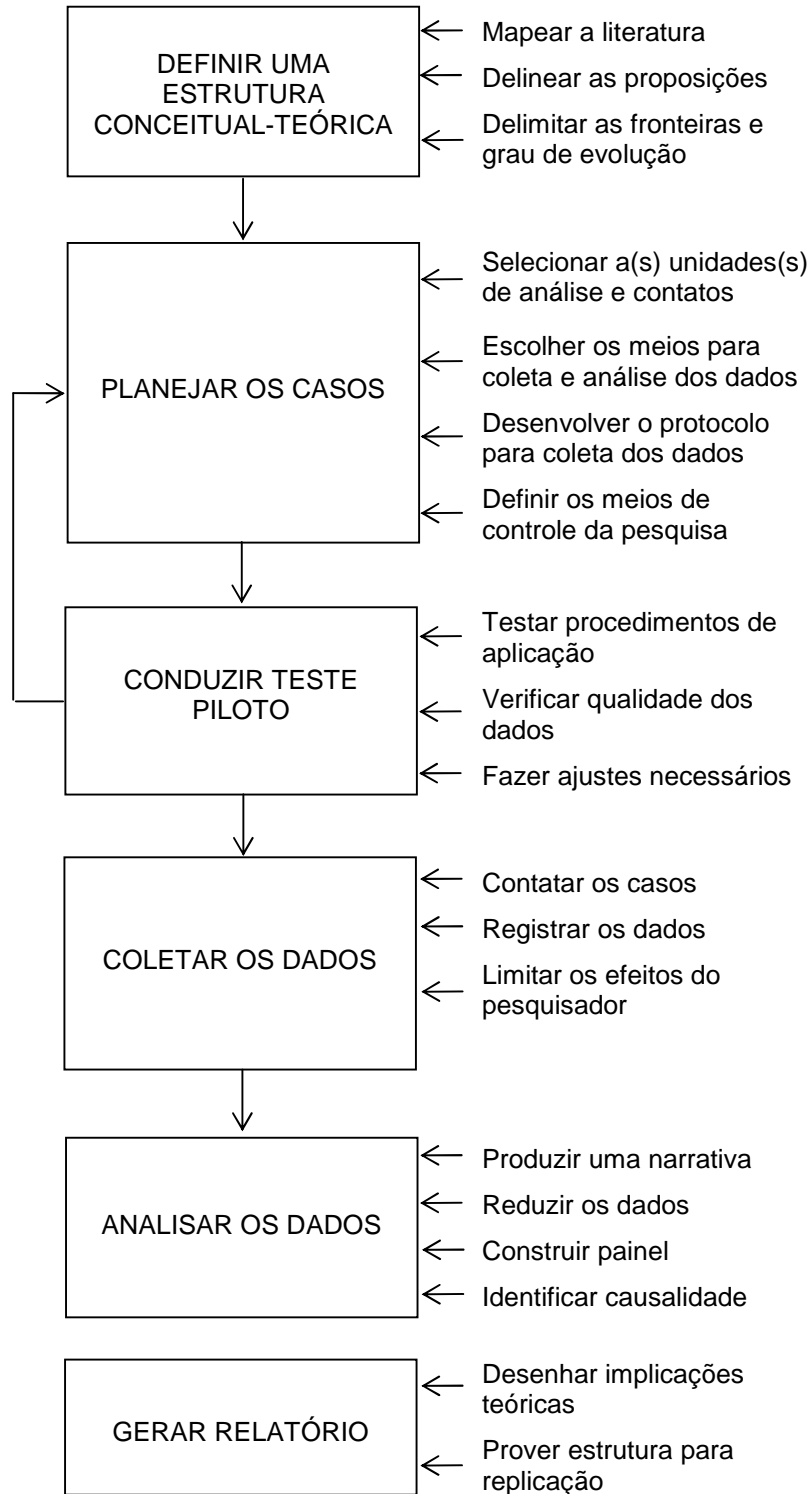 DEFINIR UMA
ESTRUTURA
CONCEITUAL-TEÓRICA
Mapear a literatura
Delinear as proposições
Delimitar as fronteiras e
grau de evolução
PLANEJAR OS CASOS
Selecionar a(s) unidades(s)
de análise e contatos
Escolher os meios para
coleta e análise dos dados
Desenvolver o protocolo
para coleta dos dados
Definir os meios de
controle da pesquisa
CONDUZIR TESTE
PILOTO
Testar procedimentos de
aplicação
Verificar qualidade dos
dados
Fazer ajustes necessários
COLETAR OS DADOS
Contatar os casos
Registrar os dados
Limitar os efeitos do
pesquisador
ANALISAR OS DADOS
Produzir uma narrativa
Reduzir os dados
Construir painel
Identificar causalidade
GERAR RELATÓRIO
Desenhar implicações
teóricas
Prover estrutura para
replicação